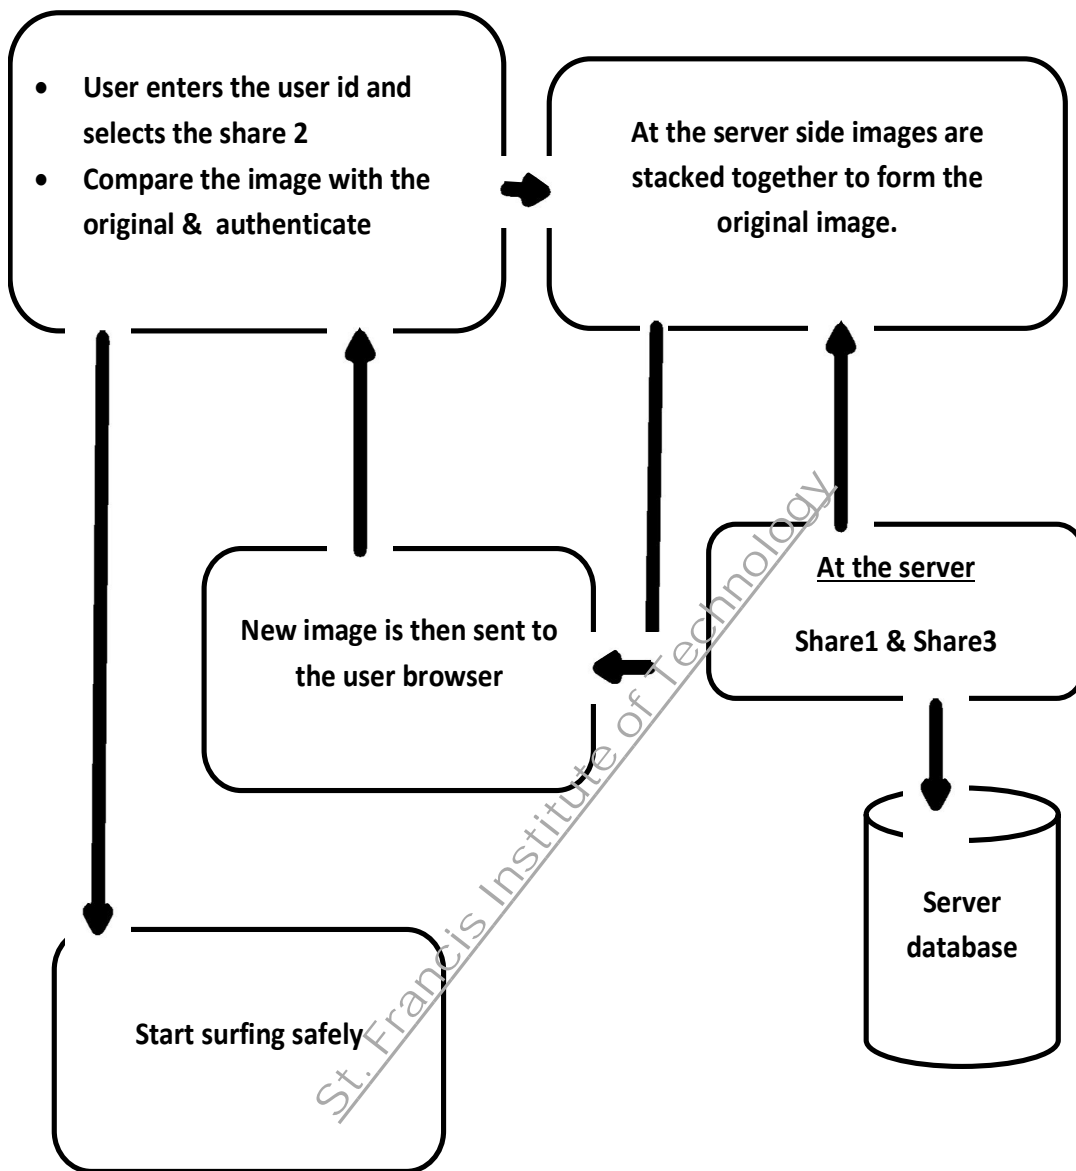 • User enters the user id and
selects the share 2
• Compare the image with the
original & authenticate
At the server side images are
stacked together to form the
original image.
New image is then sent to
the user browser
At the server
Share1 & Share3
Server
database
Start surfing safely
St. Francis Institute of Technology